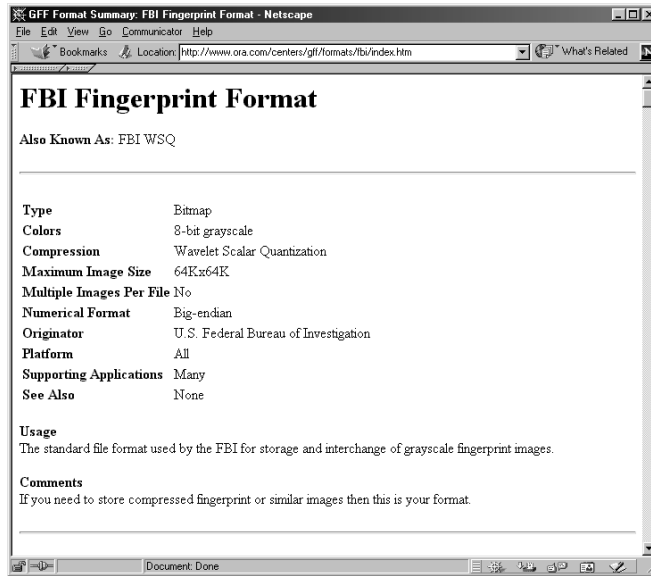 GFF Format Summary: FBI Fingerprint Format - Netscape
File Edit View Go Communicator Help
Bookmarks Location: http://www.ora.com/centers/gff/formats/fbi/index.htm What's Related N
FBI Fingerprint Format
Also Known As: FBI WSQ
Type Bitmap
Colors 8-bit grayscale
Compression Wavelet Scalar Quantization
Maximum Image Size 64Kx64K
Multiple Images Per File No
Numerical Format Big-endian
Originator U.S. Federal Bureau of Investigation
Platform All
Supporting Applications Many
See Also None
Usage
The standard file format used by the FBI for storage and interchange of grayscale fingerprint images.
Comments
If you need to store compressed fingerprint or similar images then this is your format.
Document: Done